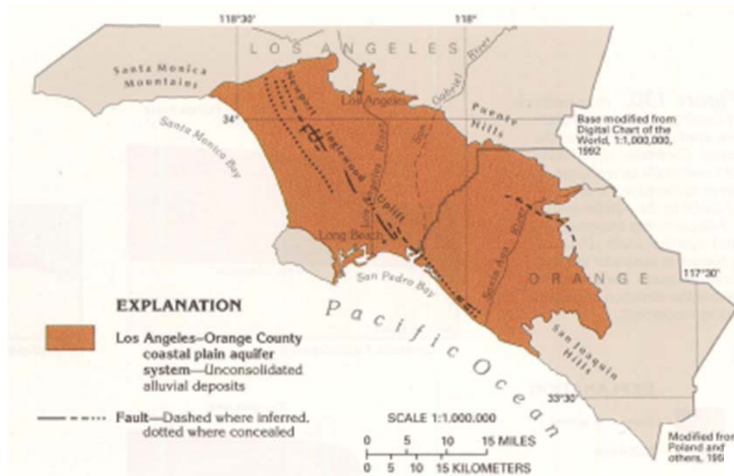 118°30'
118°
LOS ANGELES
Santa Monica
Mountains
Newport
Inglewood
Uplift
Los Angeles
San
Gabriel
River
Puente
Hills
34°
Santa Monica Bay
Los Angeles River
Base modified from
Digital Chart of the
World, 1:1,000,000,
1992
Long Beach
San Pedro Bay
Santa Ana River
ORANGE
117°30'
Pacific Ocean
San Joaquin
Hills
33°30'
EXPLANATION
Los Angeles–Orange County
coastal plain aquifer
system—Unconsolidated
alluvial deposits
Fault—Dashed where inferred,
dotted where concealed
SCALE 1:1,000,000
0 5 10 15 MILES
0 5 10 15 KILOMETERS
Modified from
Poland and
others, 195